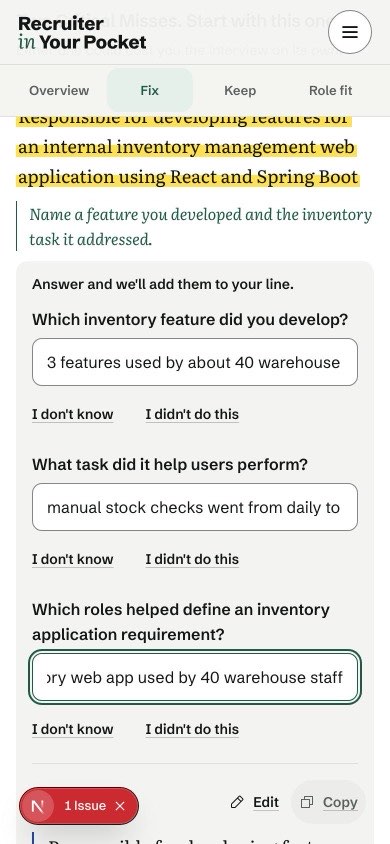 Recruiter
in Your Pocket
Overview
Fix
Keep
Role fit
Responsible for developing features for
an internal inventory management web
application using React and Spring Boot
Name a feature you developed and the inventory
task it addressed.
Answer and we'll add them to your line.
Which inventory feature did you develop?
3 features used by about 40 warehouse
I don't know
I didn't do this
What task did it help users perform?
manual stock checks went from daily to
I don't know
I didn't do this
Which roles helped define an inventory
application requirement?
ory web app used by 40 warehouse staff
I don't know
I didn't do this
N
1 Issue
Edit
Copy